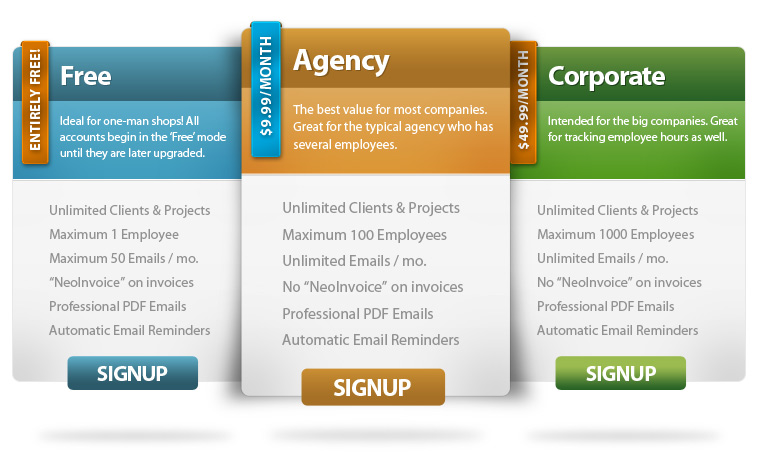 ENTIRELY FREE!
Free
Ideal for one-man shops! All
accounts begin in the ‘Free’ mode
until they are later upgraded.
Unlimited Clients & Projects
Maximum 1 Employee
Maximum 50 Emails / mo.
“NeoInvoice” on invoices
Professional PDF Emails
Automatic Email Reminders
SIGNUP
$9.99/MONTH
Agency
The best value for most companies.
Great for the typical agency who has
several employees.
Unlimited Clients & Projects
Maximum 100 Employees
Unlimited Emails / mo.
No “NeoInvoice” on invoices
Professional PDF Emails
Automatic Email Reminders
SIGNUP
$49.99/MONTH
Corporate
Intended for the big companies. Great
for tracking employee hours as well.
Unlimited Clients & Projects
Maximum 1000 Employees
Unlimited Emails / mo.
No “NeoInvoice” on invoices
Professional PDF Emails
Automatic Email Reminders
SIGNUP